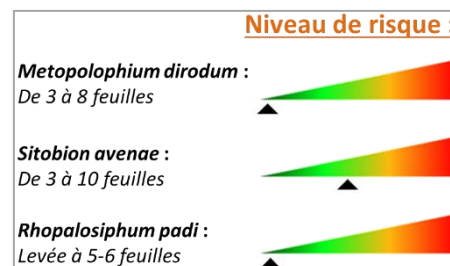 Niveau de risque :
Metopolophium dirodum :
De 3 à 8 feuilles
Sitobion avenae :
De 3 à 10 feuilles
Rhopalosiphum padi :
Levée à 5-6 feuilles